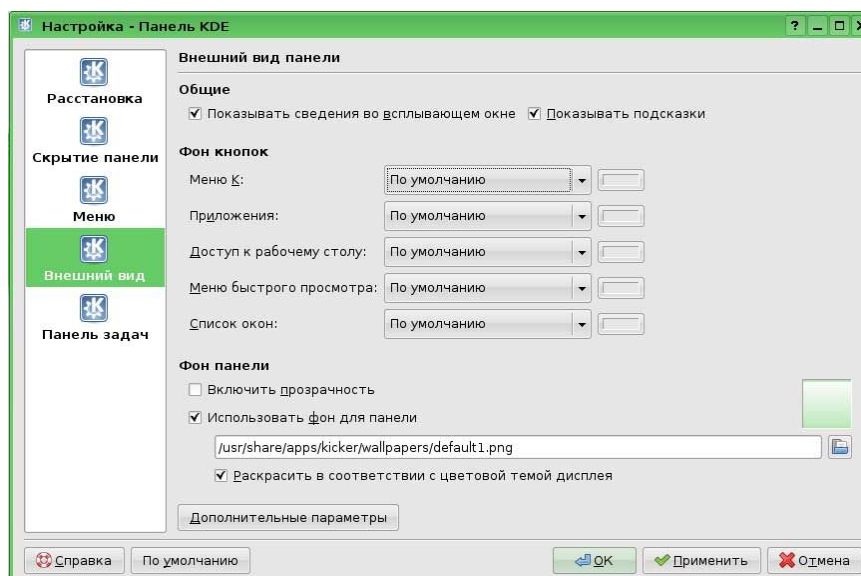 Настройка - Панель KDE
Расстановка
Скрытие панели
Меню
Внешний вид
Панель задач
Внешний вид панели
Общие
Показывать сведения во всплывающем окне Показывать подсказки
Фон кнопок
Меню K: По умолчанию
Приложения: По умолчанию
Доступ к рабочему столу: По умолчанию
Меню быстрого просмотра: По умолчанию
Список окон: По умолчанию
Фон панели
Включить прозрачность
Использовать фон для панели
/usr/share/apps/kicker/wallpapers/default1.png
Раскрасить в соответствии с цветовой темой дисплея
Дополнительные параметры
Справка По умолчанию OK Применить Отмена